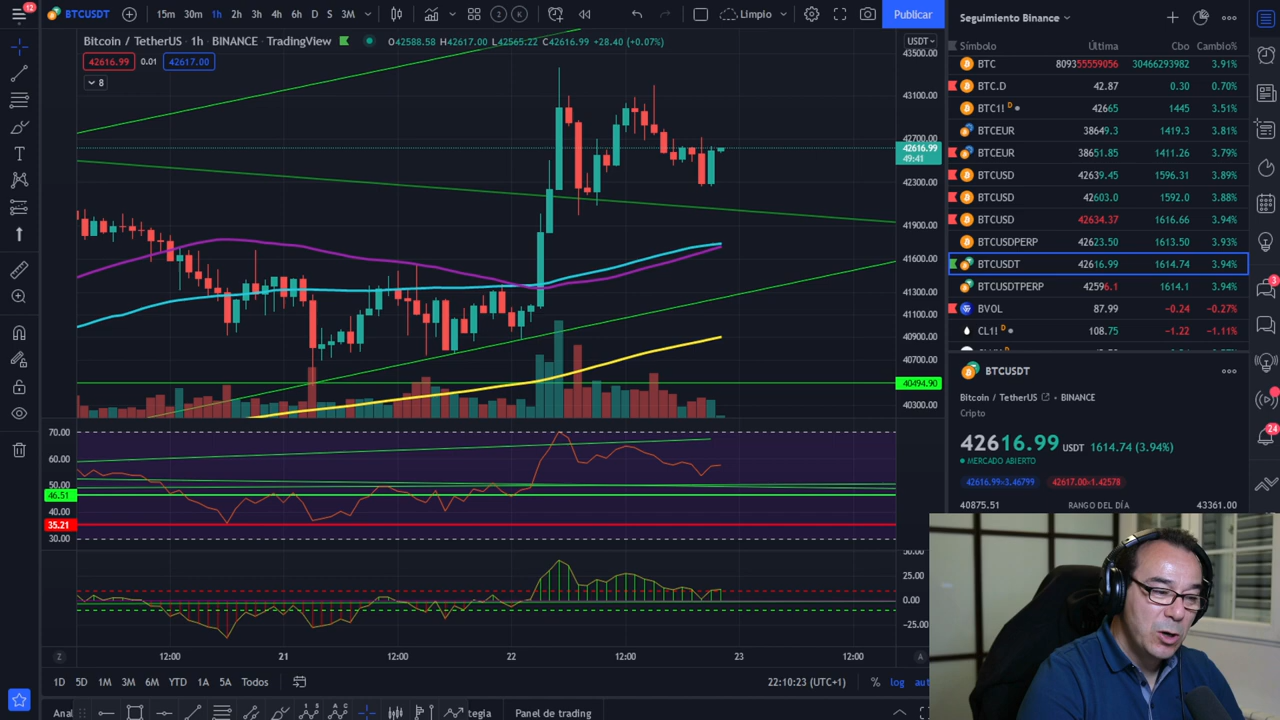 12
BTCUSDT
15m 30m 1h 2h 3h 4h 6h D S 3M
2 K
Limpio
Publicar
Bitcoin / TetherUS · 1h · BINANCE · TradingView
O42588.58 H42617.00 L42565.22 C42616.99 +28.40 (+0.07%)
42616.99 0.01 42617.00
8
USDT
43500.00
43100.00
42700.00
42616.99
49:41
42300.00
41900.00
41600.00
41300.00
40900.00
40700.00
40494.90
40300.00
70.00
60.00
50.00
46.51
40.00
35.21
30.00
50.00
25.00
0.00
−25.00
Z 12:00 21 12:00 22 12:00 23 12:00 A
1D 5D 1M 3M 6M YTD 1A 5A Todos
22:10:23 (UTC+1) % log aut
Anal
tegia Panel de trading
Seguimiento Binance
Símbolo Última Cbo Cambio%
BTC 80935559056 30466293982 3.91%
BTC.D 42.87 0.30 0.70%
BTC1! D 42665 1445 3.51%
BTCEUR 38649.3 1419.3 3.81%
BTCEUR 38651.85 1411.26 3.79%
BTCUSD 42639.45 1596.31 3.89%
BTCUSD 42603.0 1592.0 3.88%
BTCUSD 42634.37 1616.66 3.94%
BTCUSDPERP 42623.50 1613.50 3.93%
BTCUSDT 42616.99 1614.74 3.94%
BTCUSDTPERP 42596.1 1614.1 3.94%
BVOL 87.99 −0.24 −0.27%
CL1! D 108.75 −1.22 −1.11%
BTCUSDT
Bitcoin / TetherUS · BINANCE
Cripto
42616.99 USDT 1614.74 (3.94%)
MERCADO ABIERTO
42616.99×3.46799 42617.00×1.42578
40875.51 RANGO DEL DÍA 43361.00
3
24